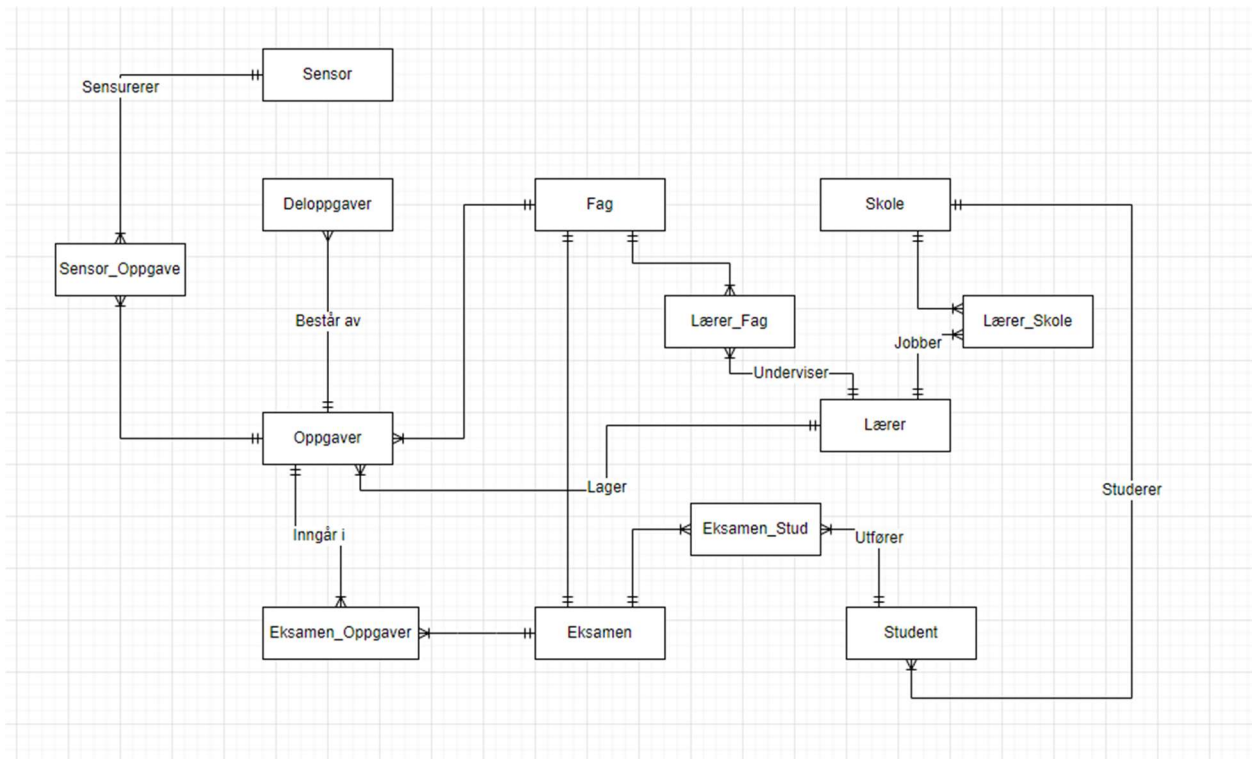 Sensor
Sensurerer
Deloppgaver
Fag
Skole
Sensor_Oppgave
Består av
Lærer_Fag
Lærer_Skole
Jobber
Underviser
Oppgaver
Lærer
Lager
Studerer
Inngår i
Eksamen_Stud
Utfører
Eksamen_Oppgaver
Eksamen
Student